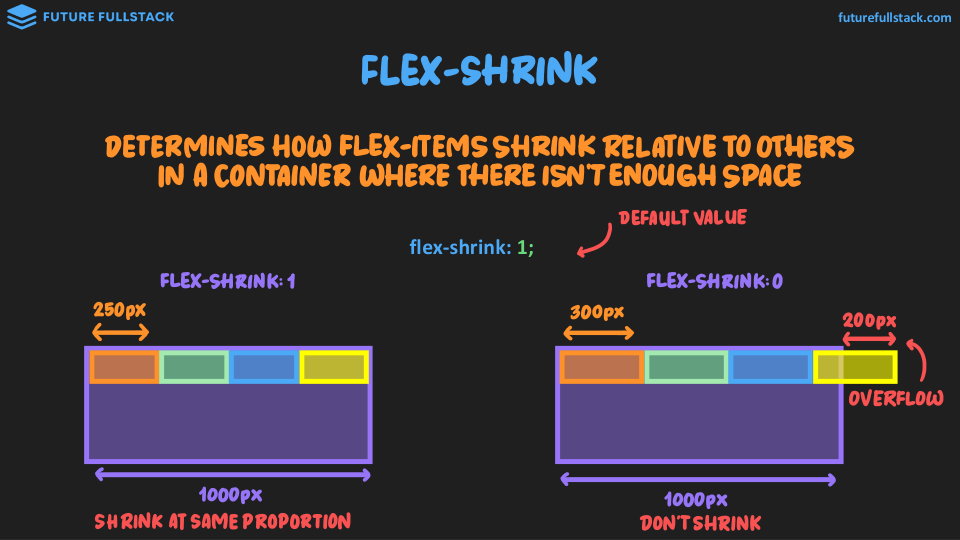 FUTURE FULLSTACK
futurefullstack.com
FLEX-SHRINK
DETERMINES HOW FLEX-ITEMS SHRINK RELATIVE TO OTHERS
IN A CONTAINER WHERE THERE ISN'T ENOUGH SPACE
DEFAULT VALUE
flex-shrink: 1;
FLEX-SHRINK: 1
FLEX-SHRINK: 0
250PX
300PX
200PX
OVERFLOW
1000PX
1000PX
SHRINK AT SAME PROPORTION
DON'T SHRINK